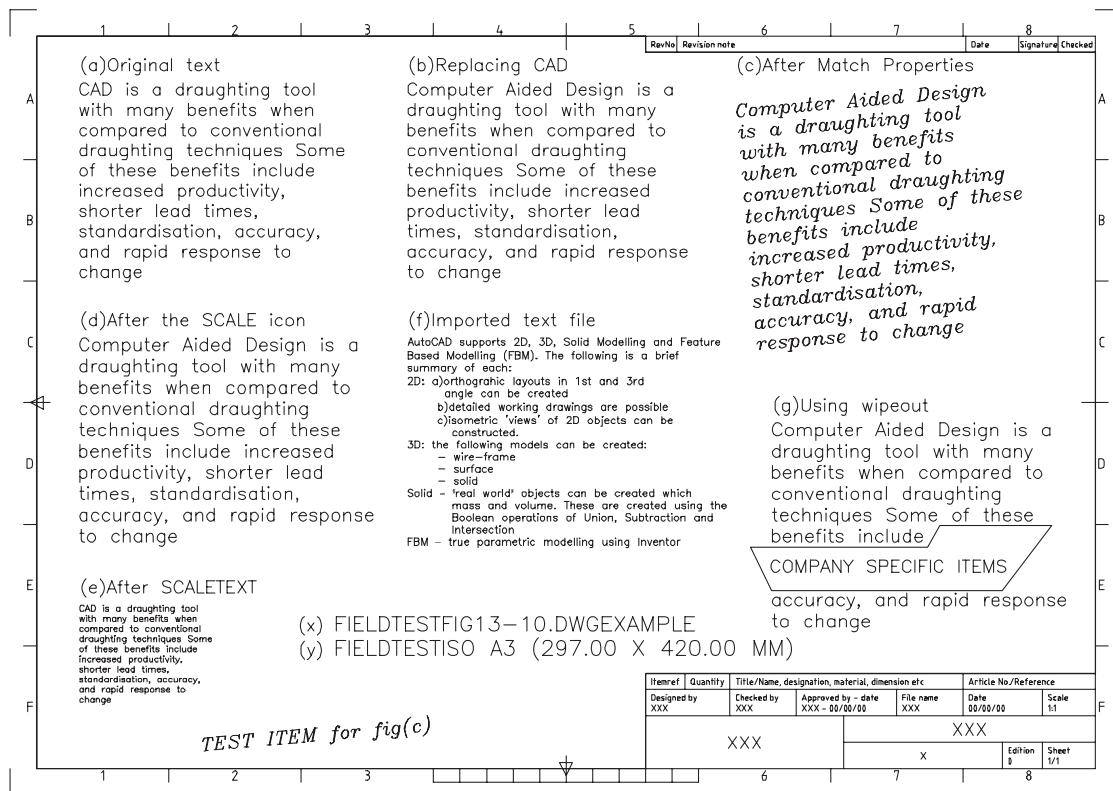 1 2 3 4 5 6 7 8
RevNo Revision note Date Signature Checked
A
B
C
D
E
F
A
B
C
D
E
F
(a)Original text
CAD is a draughting tool
with many benefits when
compared to conventional
draughting techniques Some
of these benefits include
increased productivity,
shorter lead times,
standardisation, accuracy,
and rapid response to
change
(b)Replacing CAD
Computer Aided Design is a
draughting tool with many
benefits when compared to
conventional draughting
techniques Some of these
benefits include increased
productivity, shorter lead
times, standardisation,
accuracy, and rapid response
to change
(c)After Match Properties
Computer Aided Design
is a draughting tool
with many benefits
when compared to
conventional draughting
techniques Some of these
benefits include
increased productivity,
shorter lead times,
standardisation,
accuracy, and rapid
response to change
(d)After the SCALE icon
Computer Aided Design is a
draughting tool with many
benefits when compared to
conventional draughting
techniques Some of these
benefits include increased
productivity, shorter lead
times, standardisation,
accuracy, and rapid response
to change
(f)Imported text file
AutoCAD supports 2D, 3D, Solid Modelling and Feature
Based Modelling (FBM). The following is a brief
summary of each:
2D: a)orthograhic layouts in 1st and 3rd
angle can be created
b)detailed working drawings are possible
c)isometric 'views' of 2D objects can be
constructed.
3D: the following models can be created:
- wire-frame
- surface
- solid
Solid - 'real world' objects can be created which
mass and volume. These are created using the
Boolean operations of Union, Subtraction and
Intersection
FBM - true parametric modelling using Inventor
(g)Using wipeout
Computer Aided Design is a
draughting tool with many
benefits when compared to
conventional draughting
techniques Some of these
benefits include
COMPANY SPECIFIC ITEMS
accuracy, and rapid response
to change
(e)After SCALETEXT
CAD is a draughting tool
with many benefits when
compared to conventional
draughting techniques Some
of these benefits include
increased productivity,
shorter lead times,
standardisation, accuracy,
and rapid response to
change
(x) FIELDTESTFIG13-10.DWGEXAMPLE
(y) FIELDTESTISO A3 (297.00 X 420.00 MM)
TEST ITEM for fig(c)
Itemref Quantity Title/Name, designation, material, dimension etc Article No./Reference
Designed by Checked by Approved by - date File name Date Scale
XXX XXX XXX - 00/00/00 XXX 00/00/00 1:1
XXX
XXX
X
Edition Sheet
0 1/1
1 2 3 6 7 8